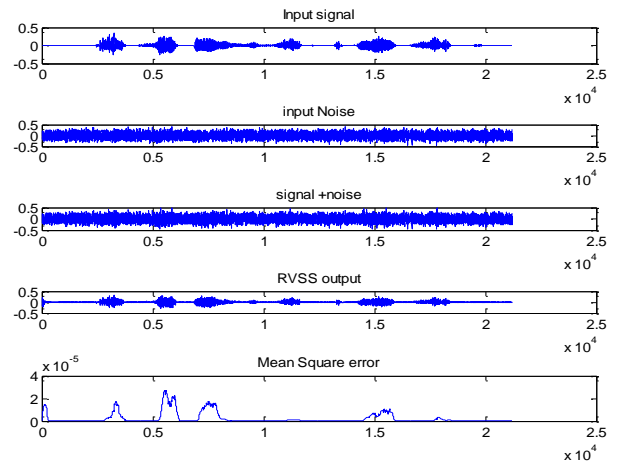 Input signal
0.5
0
-0.5
0 0.5 1 1.5 2 2.5
x 10^4
input Noise
0.5
0
-0.5
0 0.5 1 1.5 2 2.5
x 10^4
signal +noise
0.5
0
-0.5
0 0.5 1 1.5 2 2.5
x 10^4
RVSS output
0.5
0
-0.5
0 0.5 1 1.5 2 2.5
x 10^4
Mean Square error
x 10^-5
4
2
0
0 0.5 1 1.5 2 2.5
x 10^4